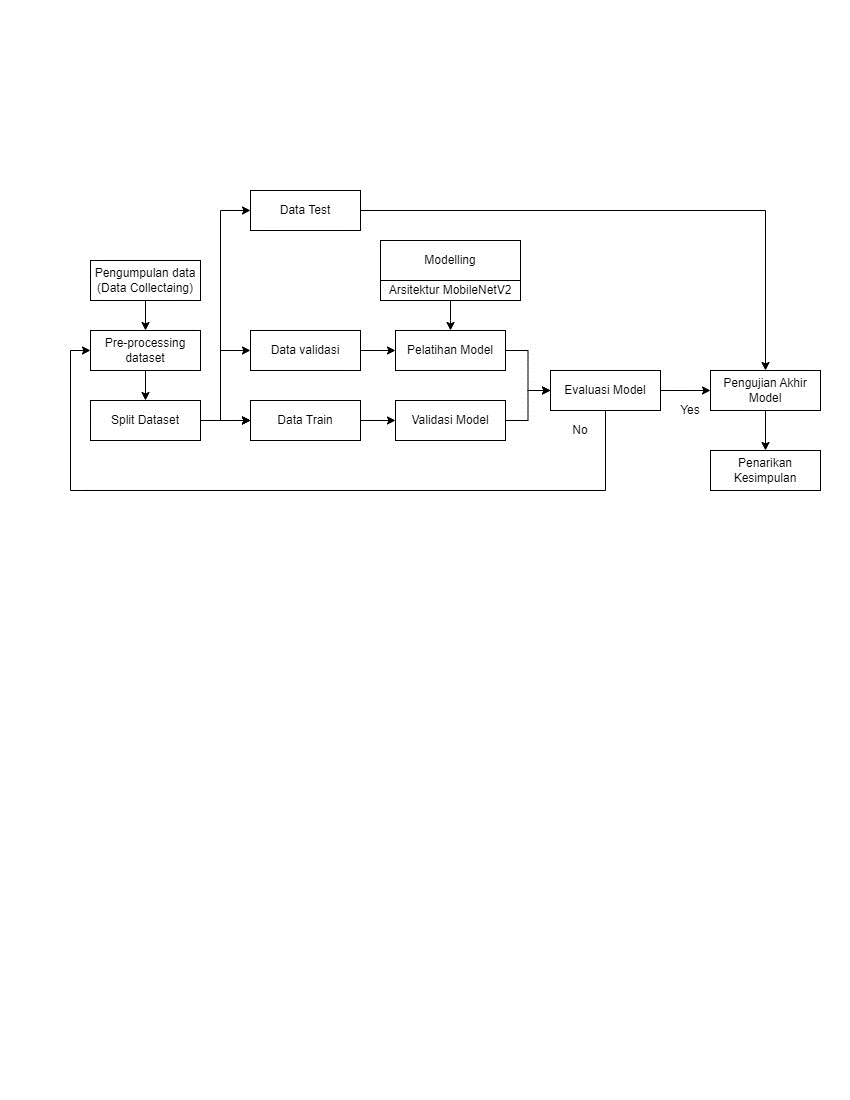 Data Test
Modelling
Arsitektur MobileNetV2
Pengumpulan data
(Data Collectaing)
Pre-processing
dataset
Data validasi
Pelatihan Model
Split Dataset
Data Train
Validasi Model
Evaluasi Model
Yes
No
Pengujian Akhir
Model
Penarikan
Kesimpulan